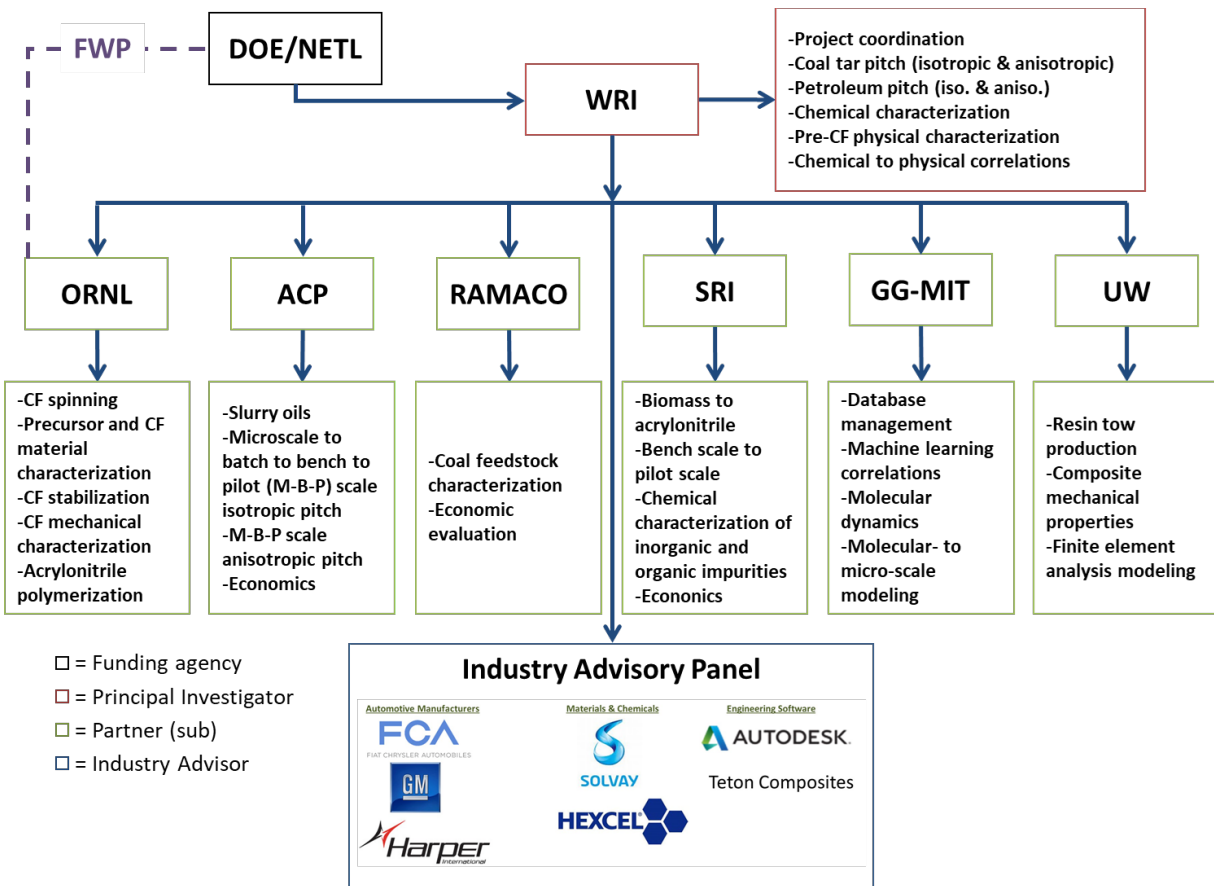 FWP
DOE/NETL
WRI
-Project coordination
-Coal tar pitch (isotropic & anisotropic)
-Petroleum pitch (iso. & aniso.)
-Chemical characterization
-Pre-CF physical characterization
-Chemical to physical correlations
ORNL
ACP
RAMACO
SRI
GG-MIT
UW
-CF spinning
-Precursor and CF
material
characterization
-CF stabilization
-CF mechanical
characterization
-Acrylonitrile
polymerization
-Slurry oils
-Microscale to
batch to bench to
pilot (M-B-P) scale
isotropic pitch
-M-B-P scale
anisotropic pitch
-Economics
-Coal feedstock
characterization
-Economic
evaluation
-Biomass to
acrylonitrile
-Bench scale to
pilot scale
-Chemical
characterization of
inorganic and
organic impurities
-Econonics
-Database
management
-Machine learning
correlations
-Molecular
dynamics
-Molecular- to
micro-scale
modeling
-Resin tow
production
-Composite
mechanical
properties
-Finite element
analysis modeling
= Funding agency
= Principal Investigator
= Partner (sub)
= Industry Advisor
Industry Advisory Panel
Automotive Manufacturers
FCA
FIAT CHRYSLER AUTOMOBILES
GM
Harper
International
Materials & Chemicals
SOLVAY
HEXCEL
Engineering Software
AUTODESK.
Teton Composites